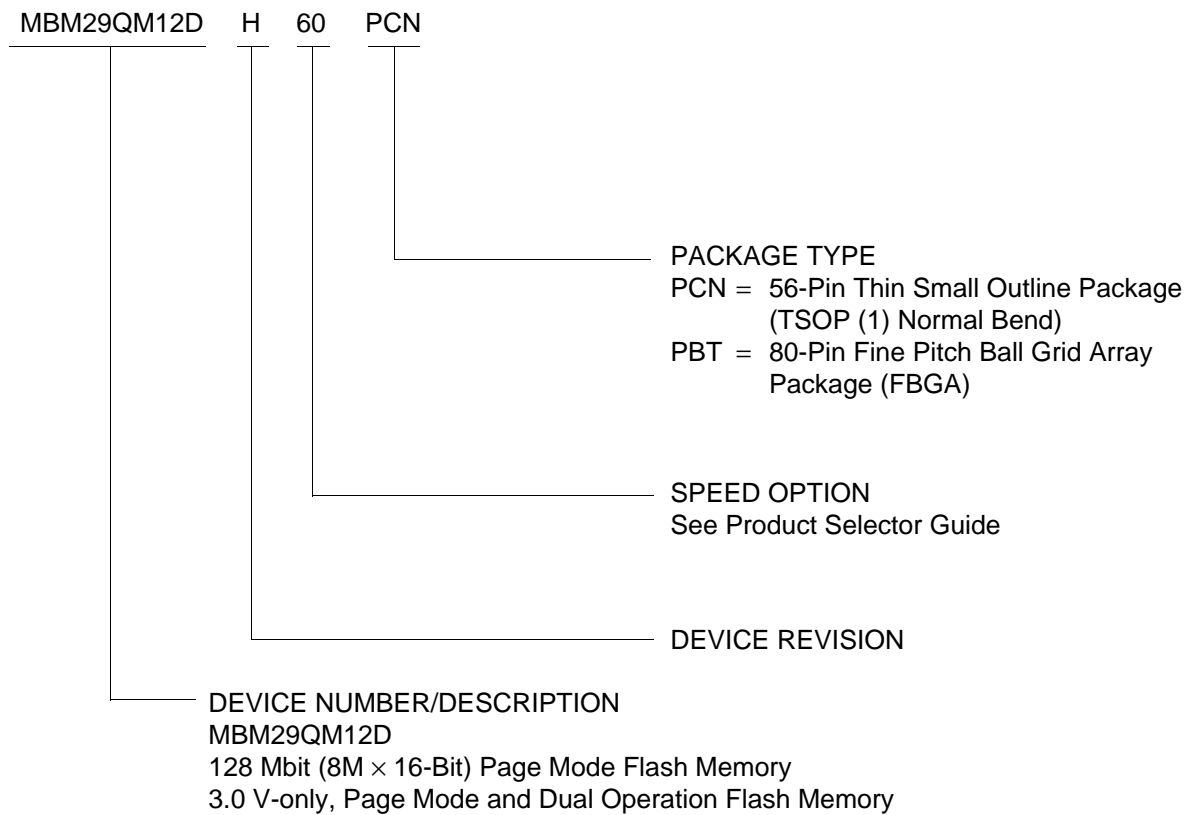 MBM29QM12D H 60 PCN
PACKAGE TYPE
PCN = 56-Pin Thin Small Outline Package
(TSOP (1) Normal Bend)
PBT = 80-Pin Fine Pitch Ball Grid Array
Package (FBGA)
SPEED OPTION
See Product Selector Guide
DEVICE REVISION
DEVICE NUMBER/DESCRIPTION
MBM29QM12D
128 Mbit (8M × 16-Bit) Page Mode Flash Memory
3.0 V-only, Page Mode and Dual Operation Flash Memory